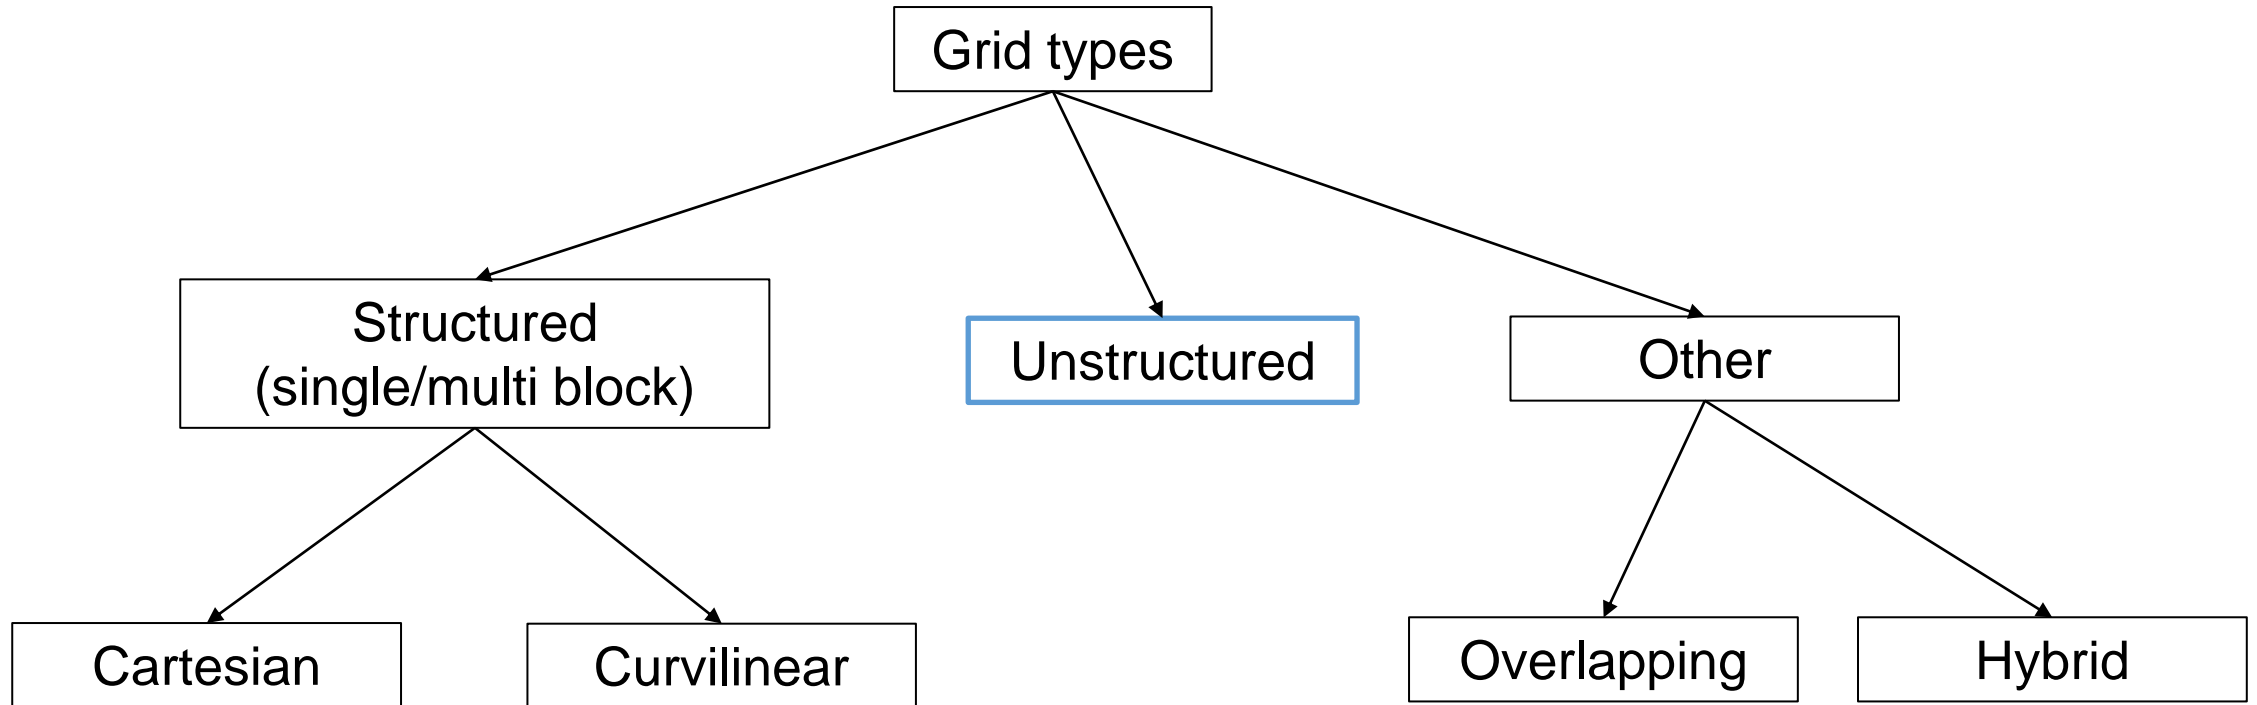 Grid types
Structured
(single/multi block)
Unstructured
Other
Cartesian
Curvilinear
Overlapping
Hybrid